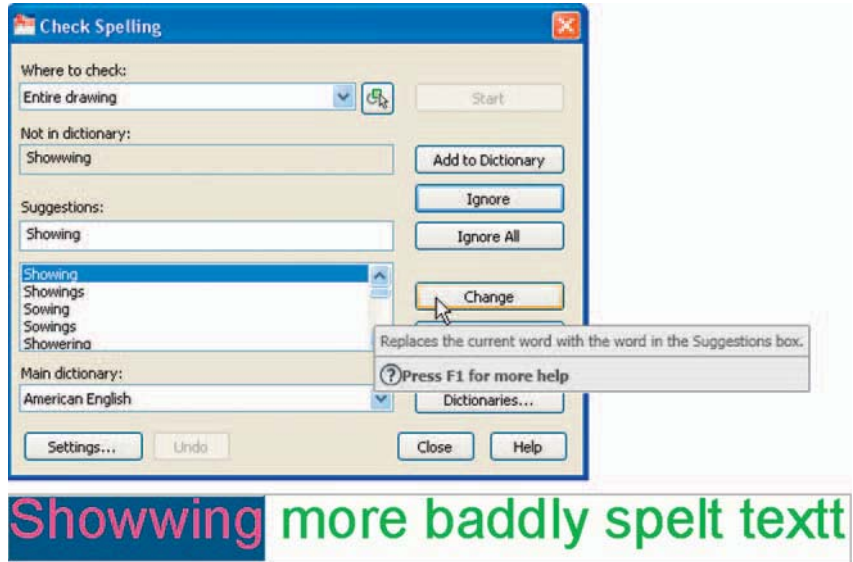 Check Spelling
Where to check:
Entire drawing
Start
Not in dictionary:
Showwing
Add to Dictionary
Ignore
Suggestions:
Showing
Ignore All
Showing
Showings
Sowing
Sowings
Showering
Change
Replaces the current word with the word in the Suggestions box.
Press F1 for more help
Main dictionary:
American English
Dictionaries...
Settings...
Undo
Close
Help
Showwing more baddly spelt textt